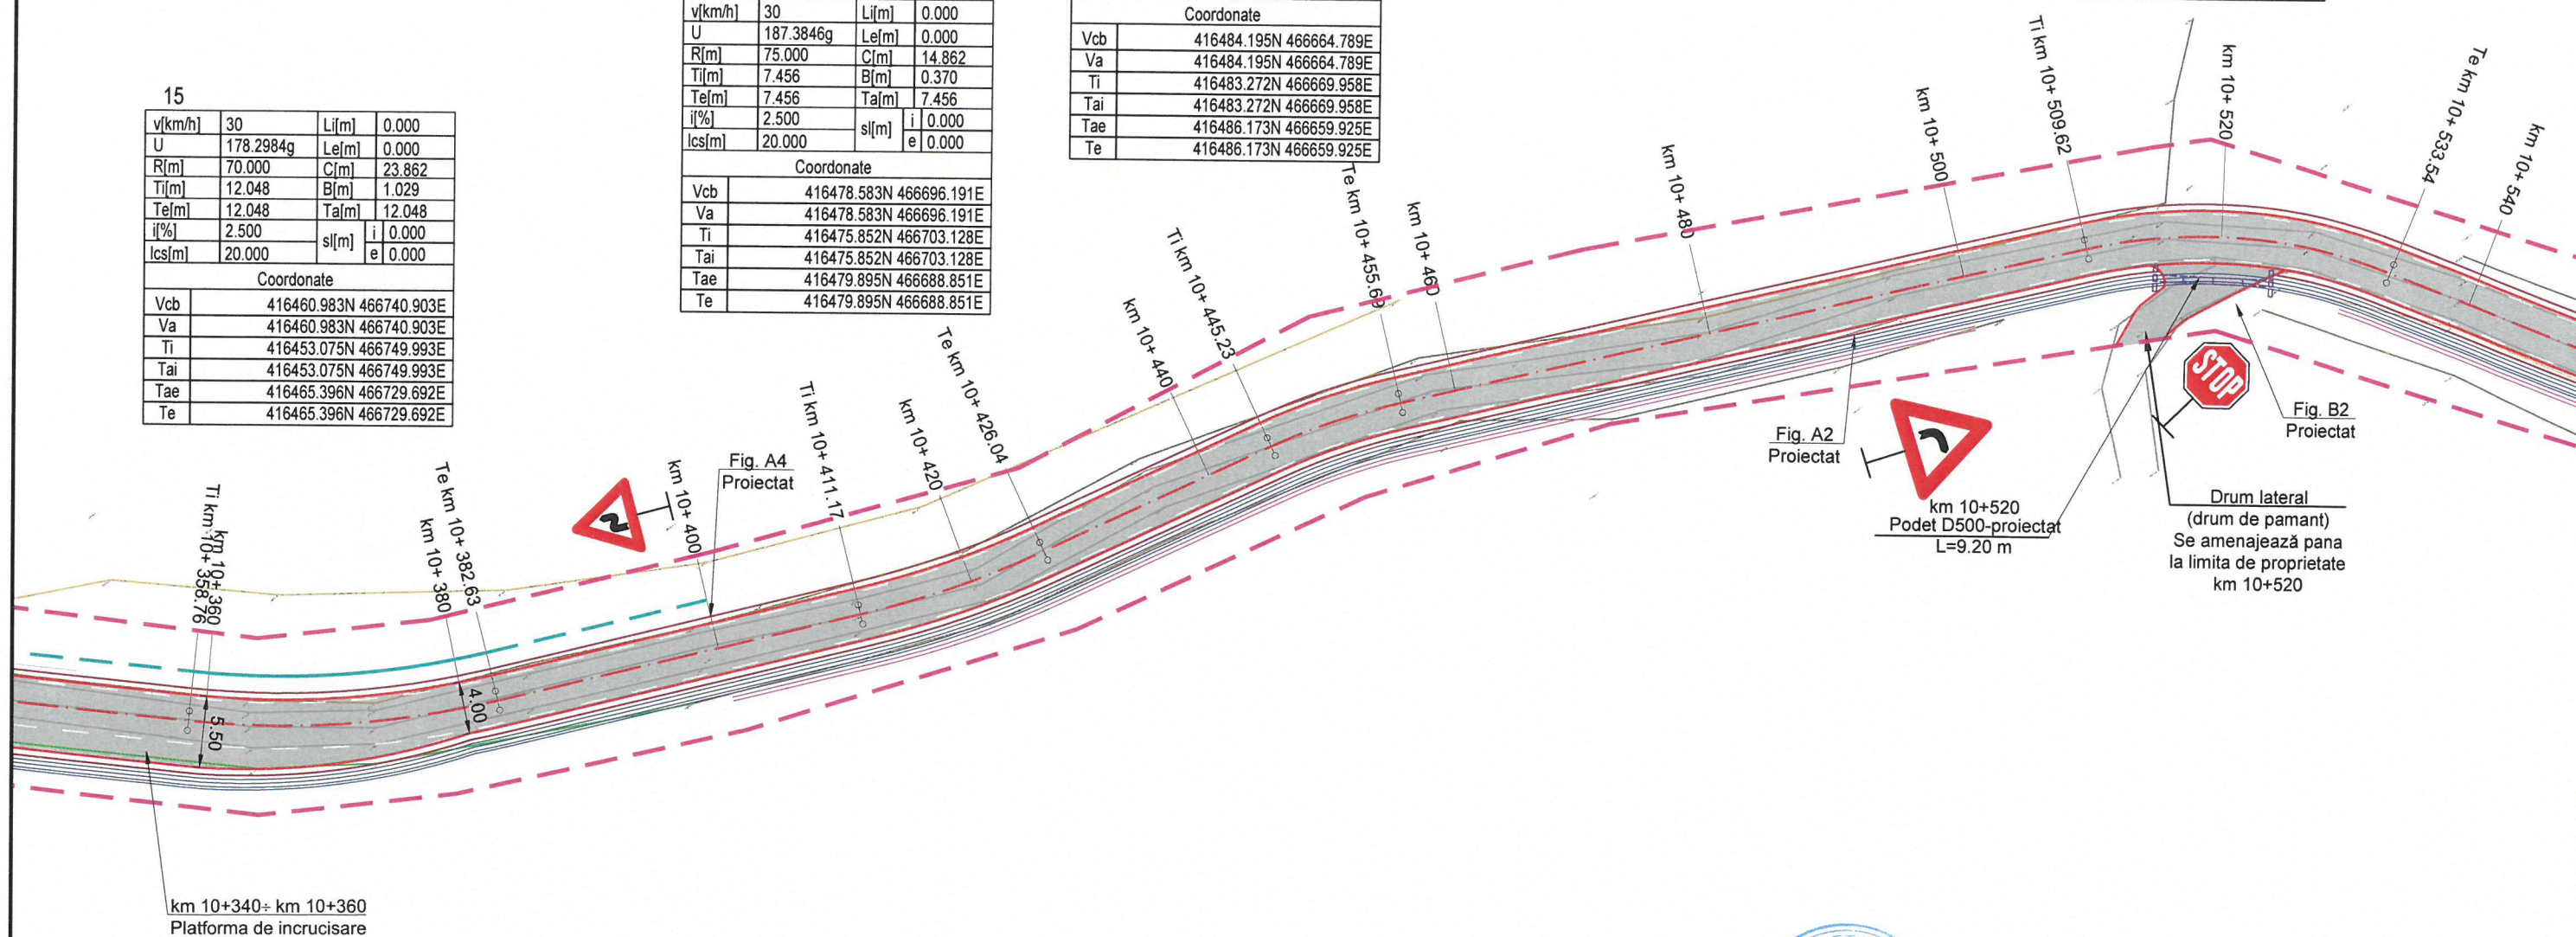 15
v[km/h] 30 Li[m] 0.000
U 178.2984g Le[m] 0.000
R[m] 70.000 C[m] 23.862
Ti[m] 12.048 B[m] 1.029
Te[m] 12.048 Ta[m] 12.048
i[%] 2.500 sl[m] i 0.000
lcs[m] 20.000 e 0.000
Coordonate
Vcb 416460.983N 466740.903E
Va 416460.983N 466740.903E
Ti 416453.075N 466749.993E
Tai 416453.075N 466749.993E
Tae 416465.396N 466729.692E
Te 416465.396N 466729.692E
v[km/h] 30 Li[m] 0.000
U 187.3846g Le[m] 0.000
R[m] 75.000 C[m] 14.862
Ti[m] 7.456 B[m] 0.370
Te[m] 7.456 Ta[m] 7.456
i[%] 2.500 sl[m] i 0.000
lcs[m] 20.000 e 0.000
Coordonate
Vcb 416478.583N 466696.191E
Va 416478.583N 466696.191E
Ti 416475.852N 466703.128E
Tai 416475.852N 466703.128E
Tae 416479.895N 466688.851E
Te 416479.895N 466688.851E
Coordonate
Vcb 416484.195N 466664.789E
Va 416484.195N 466664.789E
Ti 416483.272N 466669.958E
Tai 416483.272N 466669.958E
Tae 416486.173N 466659.925E
Te 416486.173N 466659.925E
Ti km 10+ 358.76
km 10+ 360
km 10+ 380
Te km 10+ 382.63
km 10+ 400
Fig. A4
Proiectat
Ti km 10+ 411.17
km 10+ 420
Te km 10+ 426.04
km 10+ 440
Ti km 10+ 445.23
Te km 10+ 455.69
km 10+ 460
km 10+ 480
km 10+ 500
Ti km 10+ 509.62
km 10+ 520
Te km 10+ 533.54
km 10+ 540
5.50
4.00
STOP
Fig. A2
Proiectat
Fig. B2
Proiectat
km 10+520
Podet D500-proiectat
L=9.20 m
Drum lateral
(drum de pamant)
Se amenajează pana
la limita de proprietate
km 10+520
km 10+340÷ km 10+360
Platforma de incrucisare